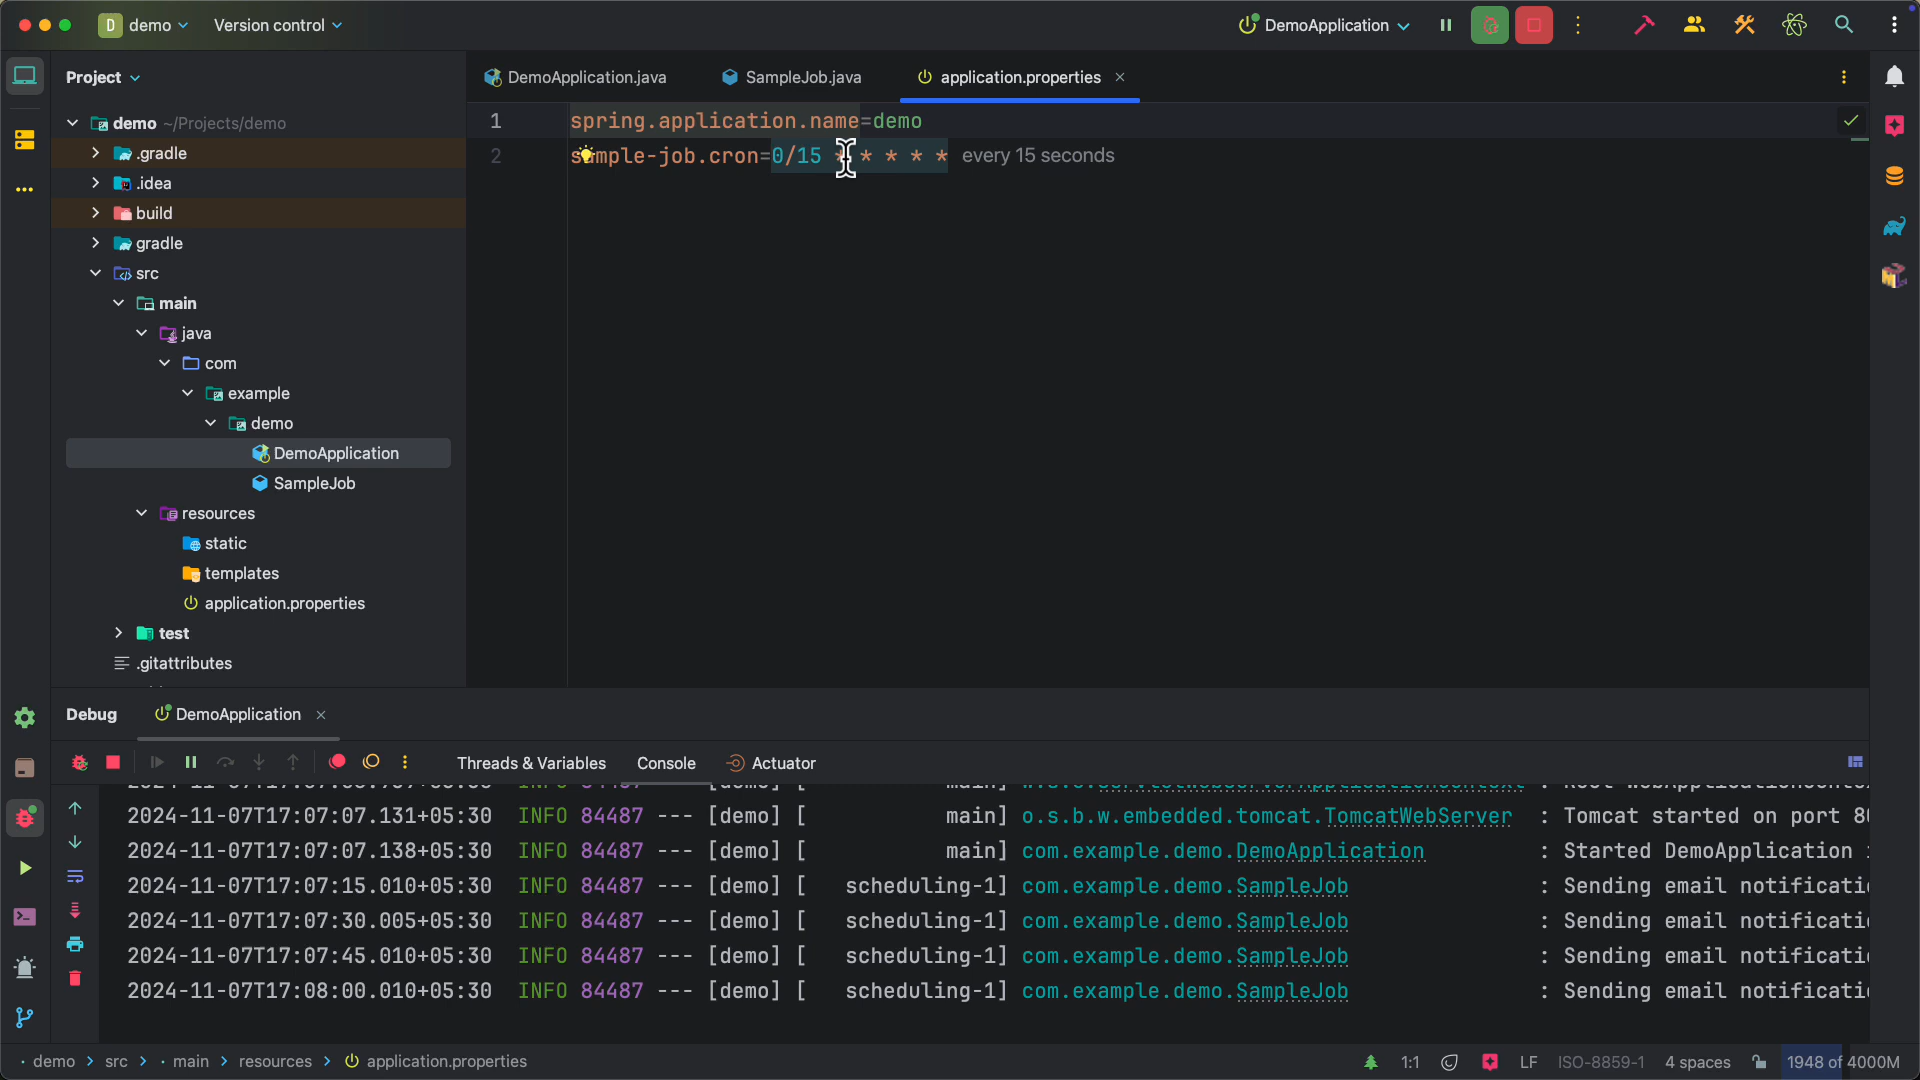 D demo Version control DemoApplication
Project
DemoApplication.java SampleJob.java application.properties
demo ~/Projects/demo
.gradle
.idea
build
gradle
src
main
java
com
example
demo
DemoApplication
SampleJob
resources
static
templates
application.properties
test
.gitattributes
1 spring.application.name=demo
2 sample-job.cron=0/15 * * * * * every 15 seconds
Debug DemoApplication
Threads & Variables Console Actuator
2024-11-07T17:07:07.131+05:30 INFO 84487 --- [demo] [ main] o.s.b.w.embedded.tomcat.TomcatWebServer : Tomcat started on port 80
2024-11-07T17:07:07.138+05:30 INFO 84487 --- [demo] [ main] com.example.demo.DemoApplication : Started DemoApplication
2024-11-07T17:07:15.010+05:30 INFO 84487 --- [demo] [ scheduling-1] com.example.demo.SampleJob : Sending email notificati
2024-11-07T17:07:30.005+05:30 INFO 84487 --- [demo] [ scheduling-1] com.example.demo.SampleJob : Sending email notificati
2024-11-07T17:07:45.010+05:30 INFO 84487 --- [demo] [ scheduling-1] com.example.demo.SampleJob : Sending email notificati
2024-11-07T17:08:00.010+05:30 INFO 84487 --- [demo] [ scheduling-1] com.example.demo.SampleJob : Sending email notificati
demo > src > main > resources > application.properties 1:1 LF ISO-8859-1 4 spaces 1948 of 4000M